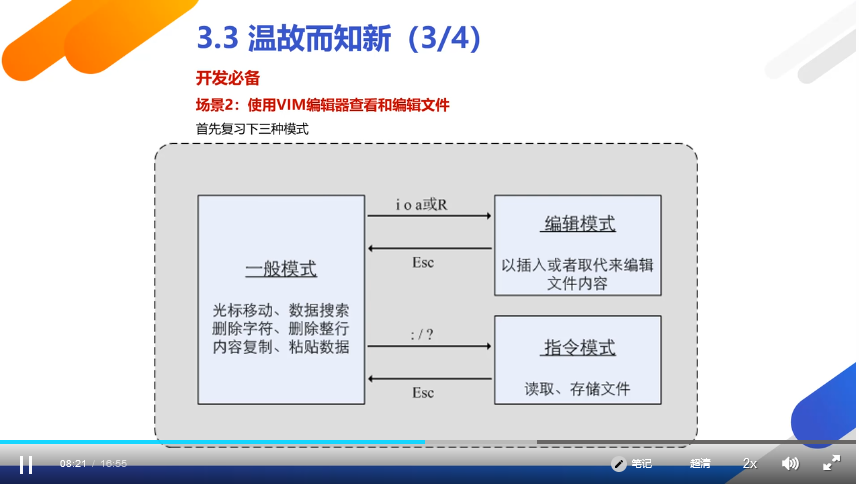 3.3 温故而知新（3/4）
开发必备
场景2：使用VIM编辑器查看和编辑文件
首先复习下三种模式
一般模式
光标移动、数据搜索
删除字符、删除整行
内容复制、粘贴数据
i o a或R
Esc
编辑模式
以插入或者取代来编辑
文件内容
: / ?
Esc
指令模式
读取、存储文件
08:21 / 16:55
笔记
超清
2x